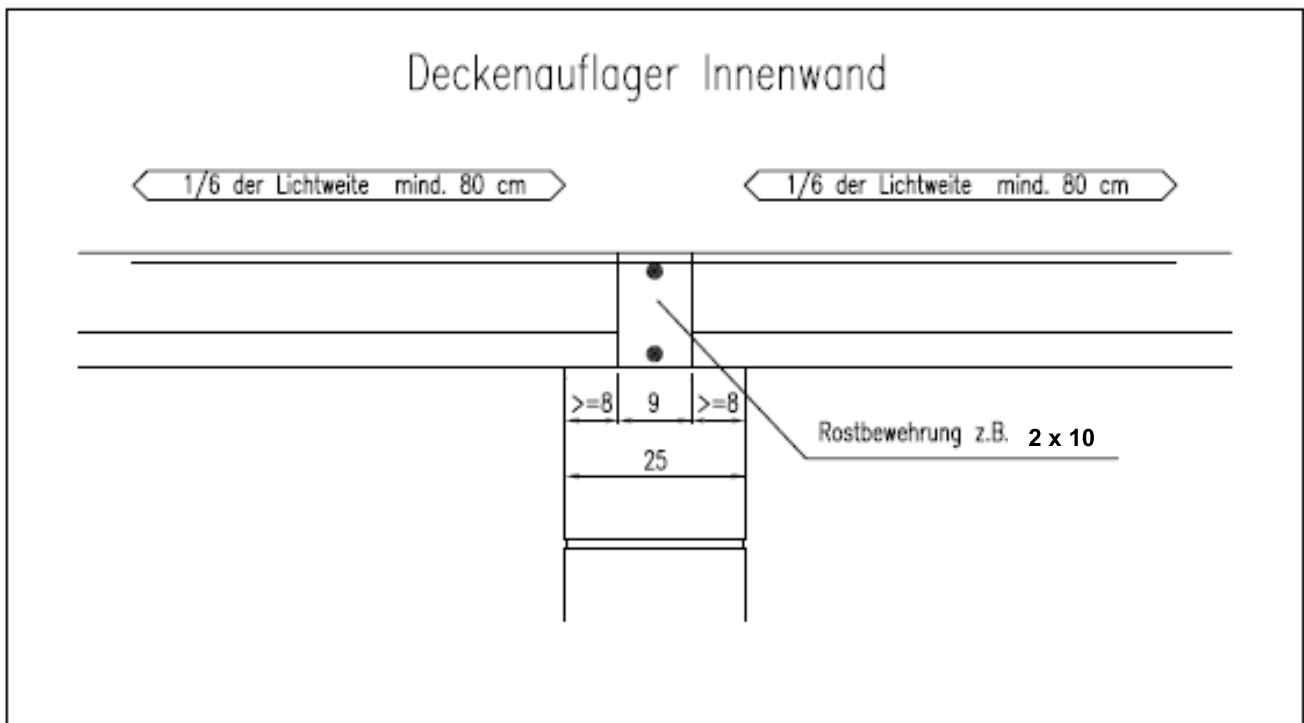 Deckenauflager Innenwand
1/6 der Lichtweite mind. 80 cm
1/6 der Lichtweite mind. 80 cm
>=8 9 >=8
Rostbewehrung z.B. 2 x 10
25